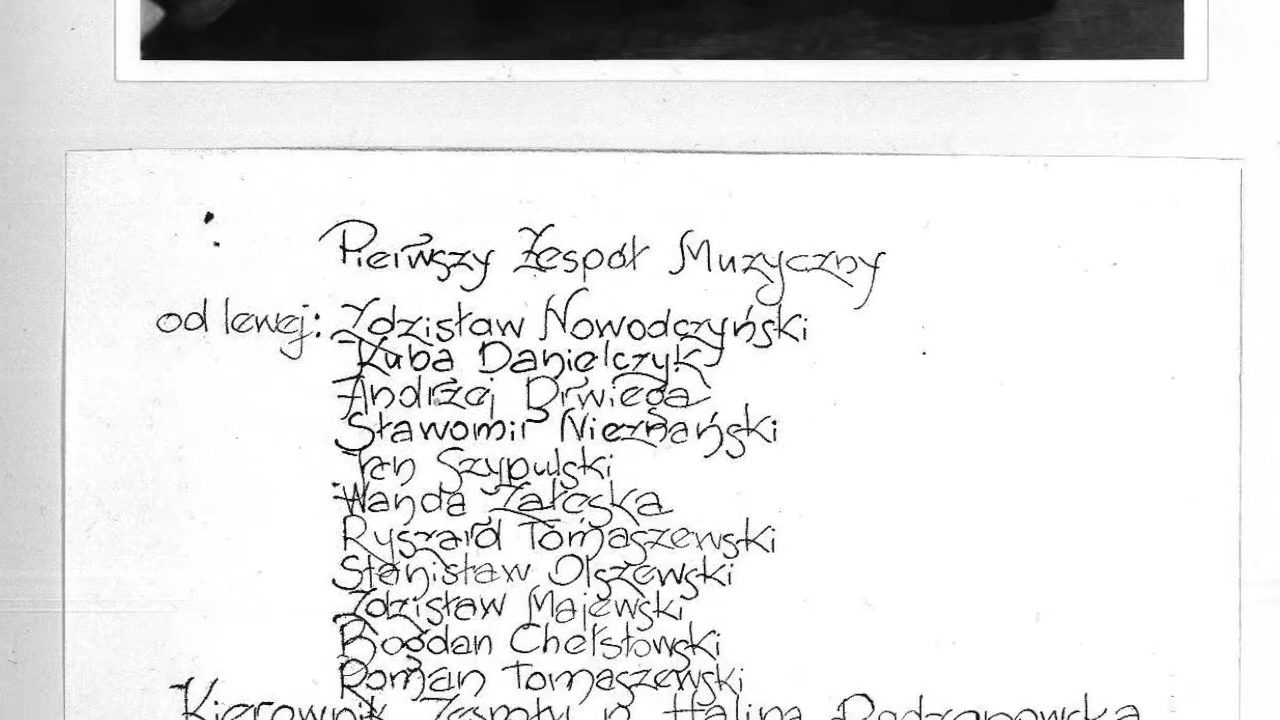 Pierwszy Zespół Muzyczny
od lewej: Zdzisław Nowodczyński
Kuba Danielczyk
Andrzej Drwięga
Sławomir Nieznański
Jan Szypulski
Wanda Załęska
Ryszard Tomaszewski
Stanisław Olszewski
Zdzisław Majewski
Bogdan Chełstowski
Roman Tomaszewski
Kierownik Zespołu p. Halina Radzanowska